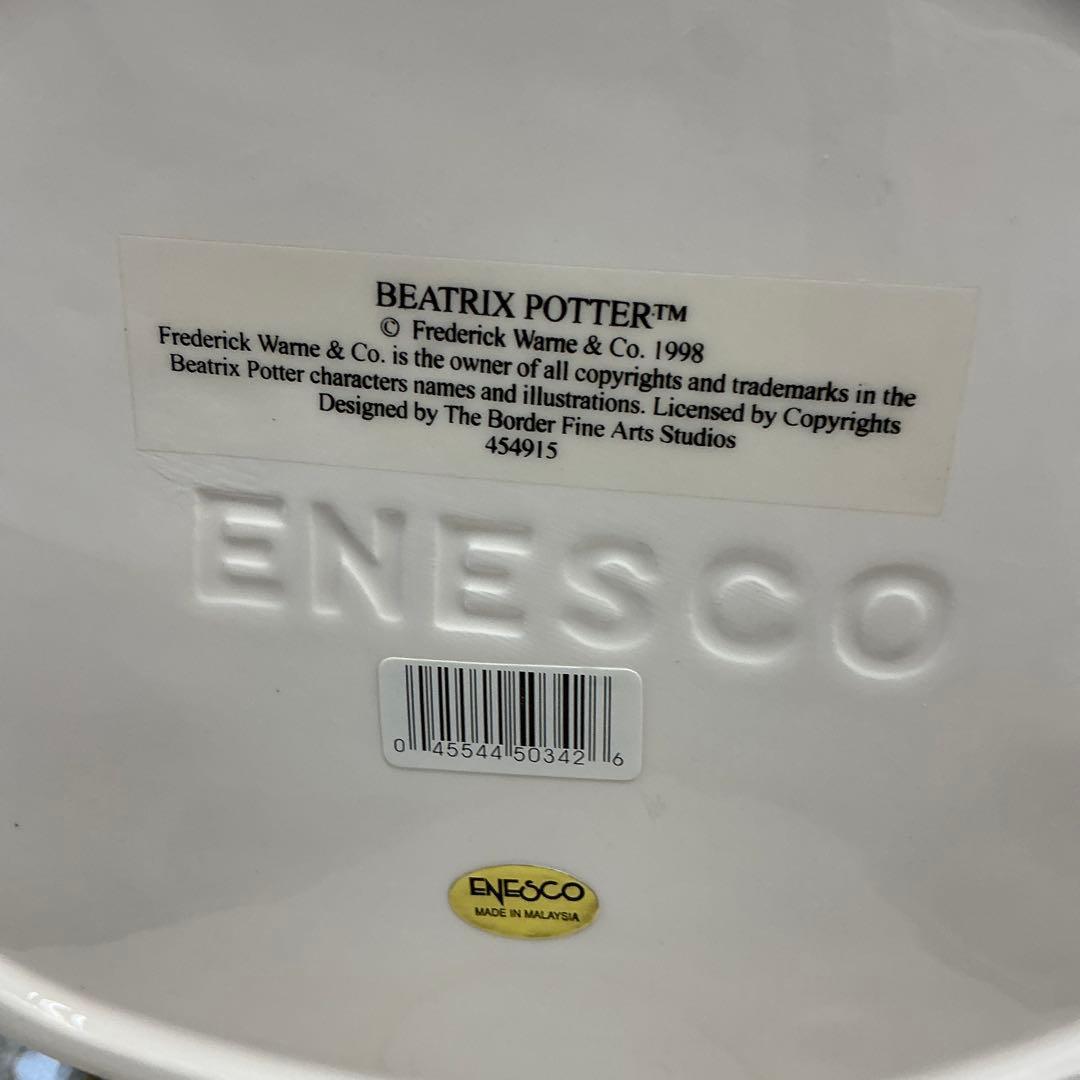 BEATRIX POTTER™
© Frederick Warne & Co. 1998
Frederick Warne & Co. is the owner of all copyrights and trademarks in the
Beatrix Potter characters names and illustrations. Licensed by Copyrights
Designed by The Border Fine Arts Studios
454915
ENESCO
0 45544 50342 6
ENESCO
MADE IN MALAYSIA